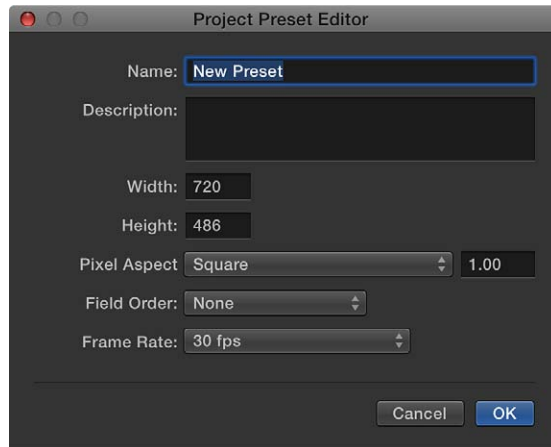 Project Preset Editor
Name: New Preset
Description:
Width: 720
Height: 486
Pixel Aspect Square 1.00
Field Order: None
Frame Rate: 30 fps
Cancel OK